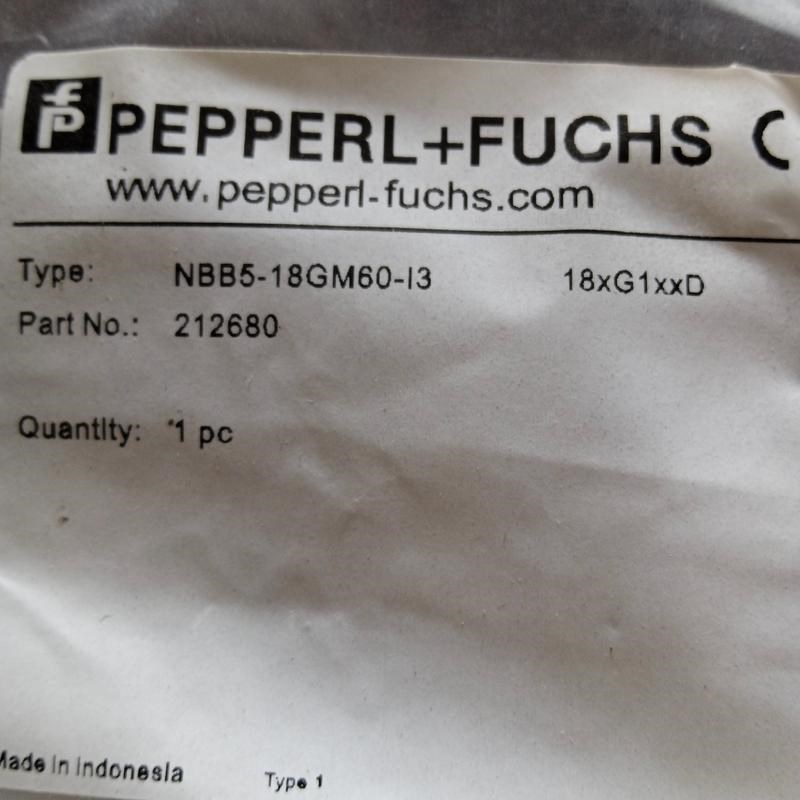 PEPPERL+FUCHS
www.pepperl-fuchs.com
Type: NBB5-18GM60-I3 18xG1xxD
Part No.: 212680
Quantity: 1 pc
Made in Indonesia Type 1